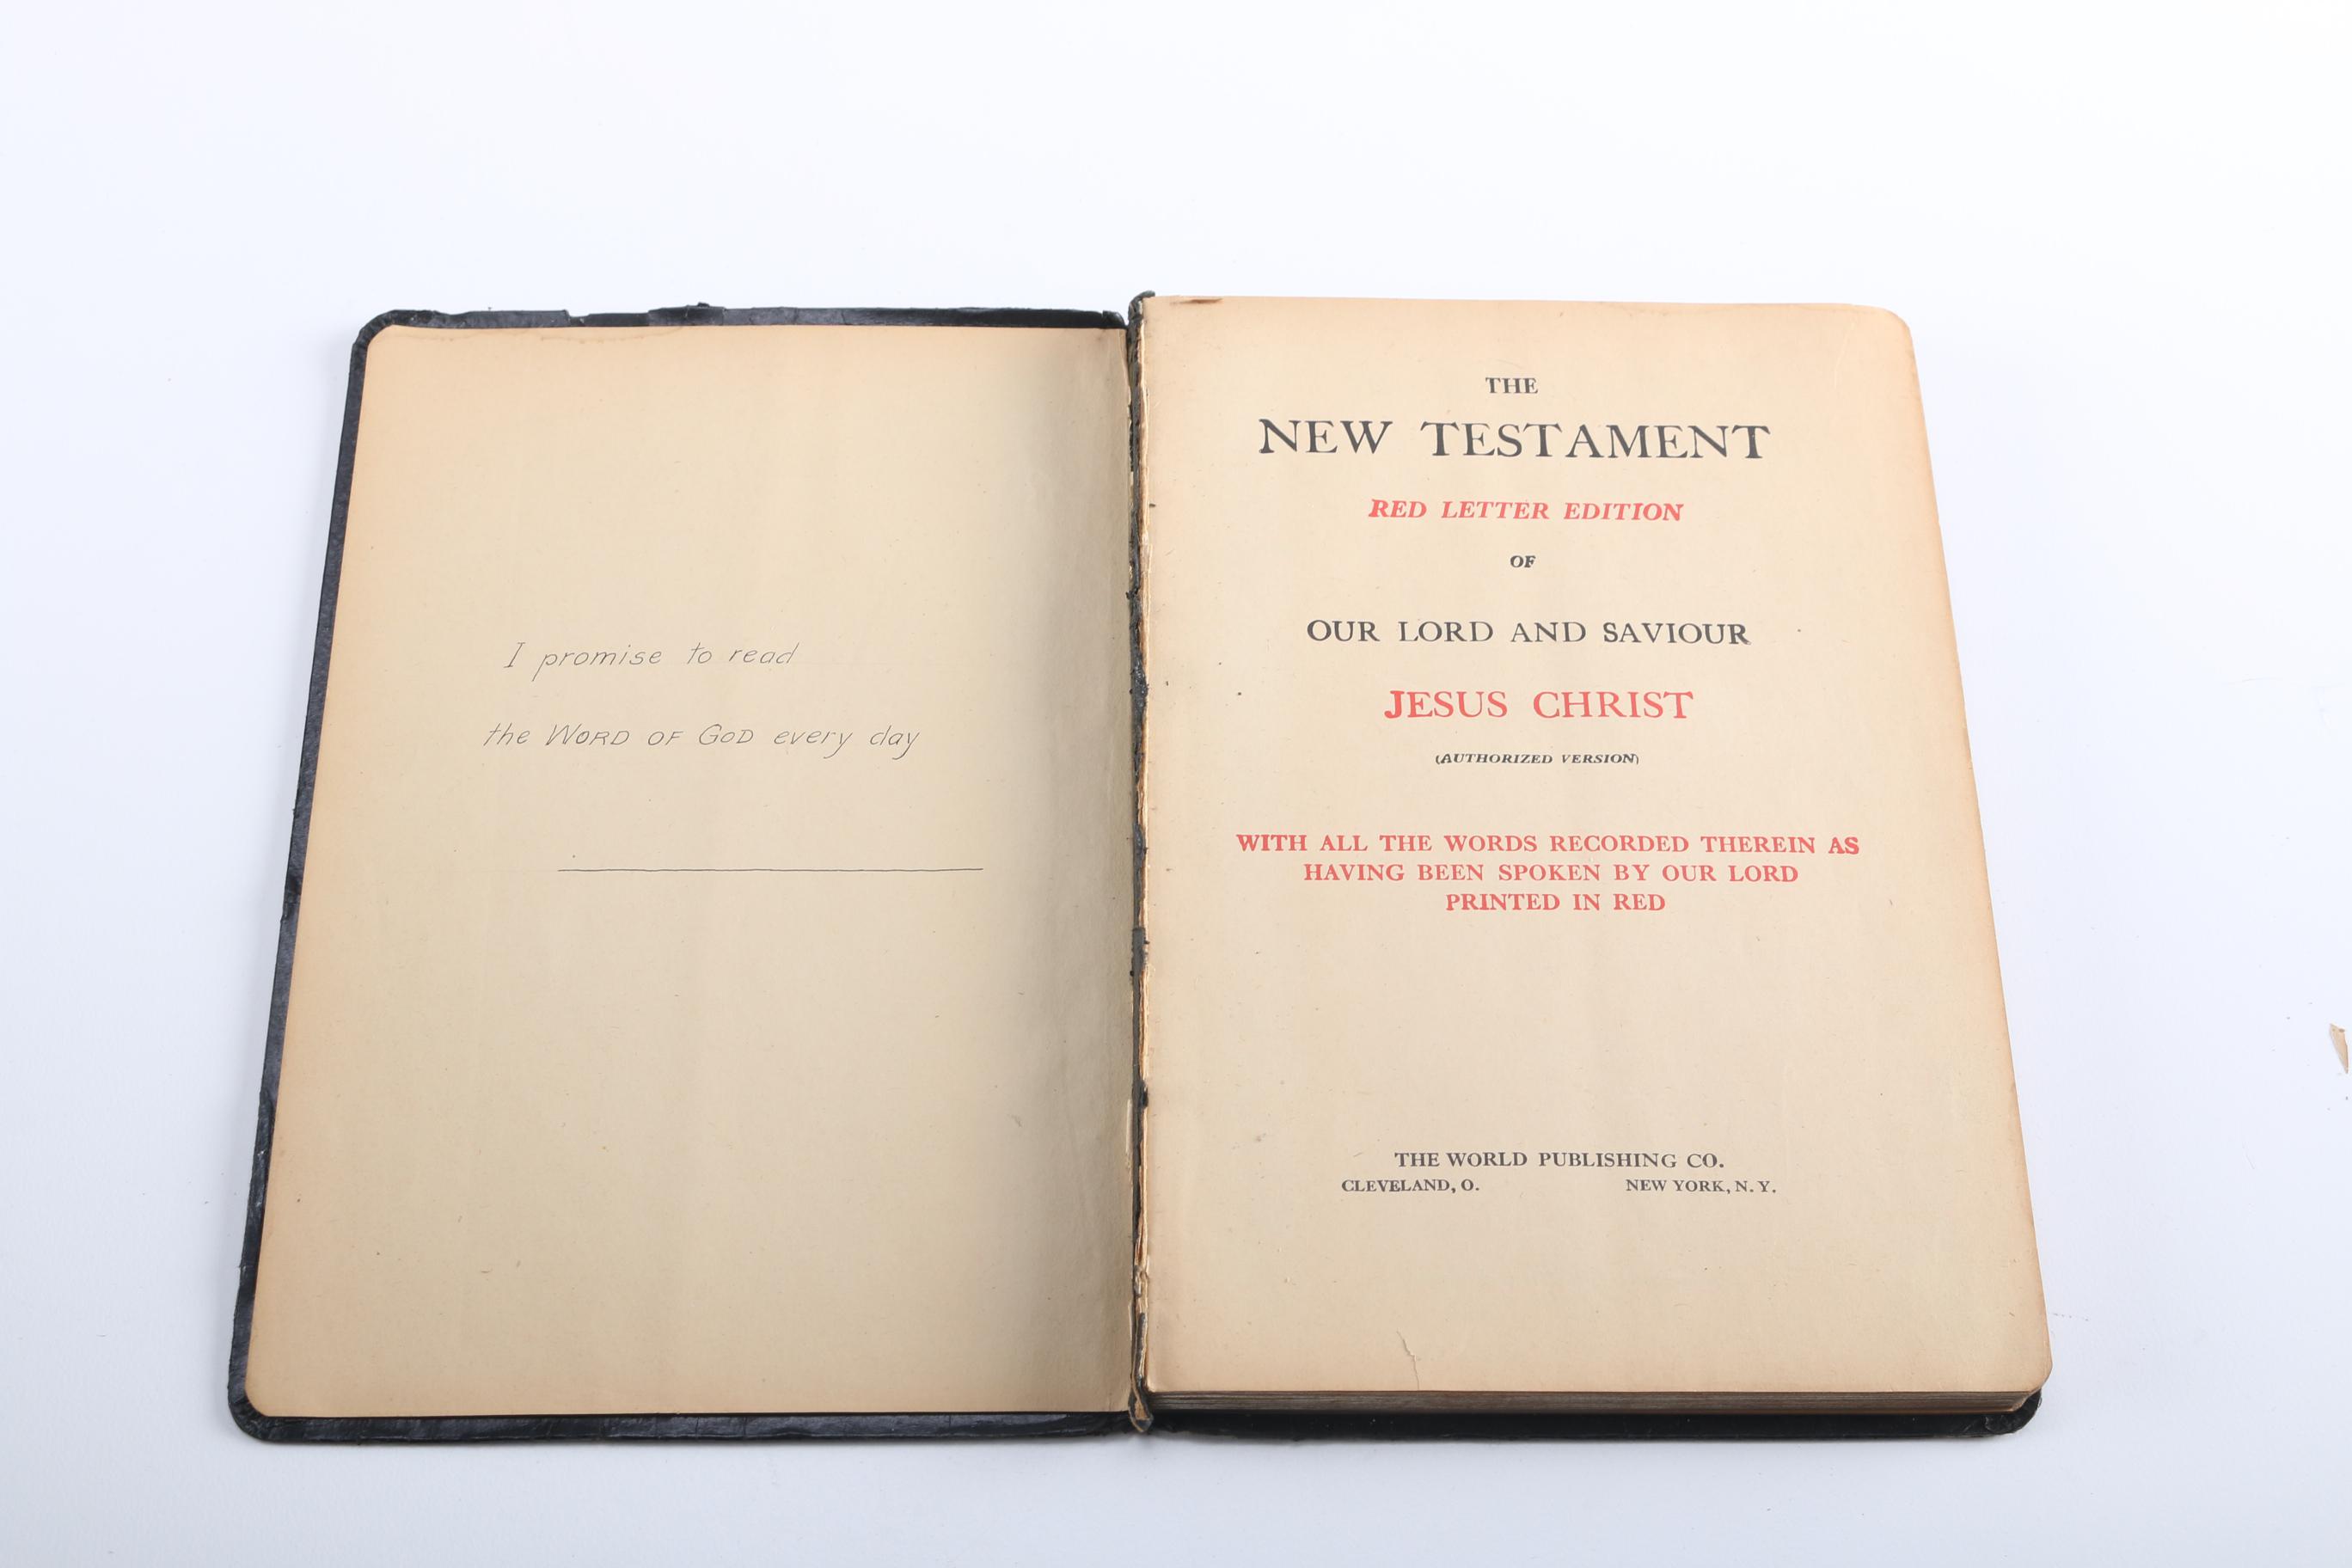 I promise to read
the WORD OF GOD every day
THE
NEW TESTAMENT
RED LETTER EDITION
OF
OUR LORD AND SAVIOUR
JESUS CHRIST
(AUTHORIZED VERSION)
WITH ALL THE WORDS RECORDED THEREIN AS
HAVING BEEN SPOKEN BY OUR LORD
PRINTED IN RED
THE WORLD PUBLISHING CO.
CLEVELAND, O. NEW YORK, N. Y.